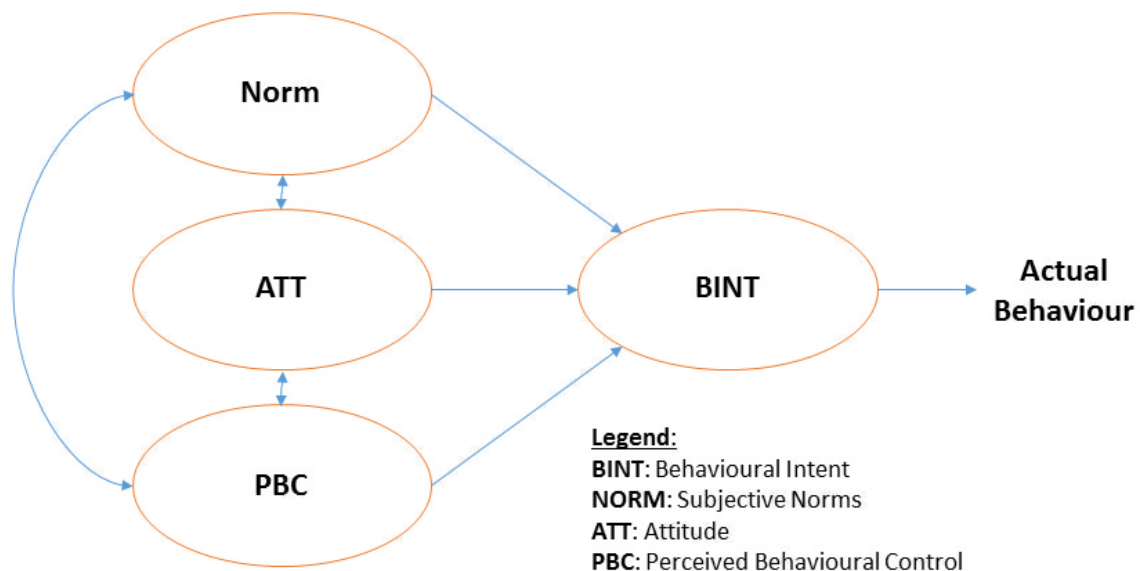 Norm
ATT
BINT
Actual
Behaviour
PBC
Legend:
BINT: Behavioural Intent
NORM: Subjective Norms
ATT: Attitude
PBC: Perceived Behavioural Control